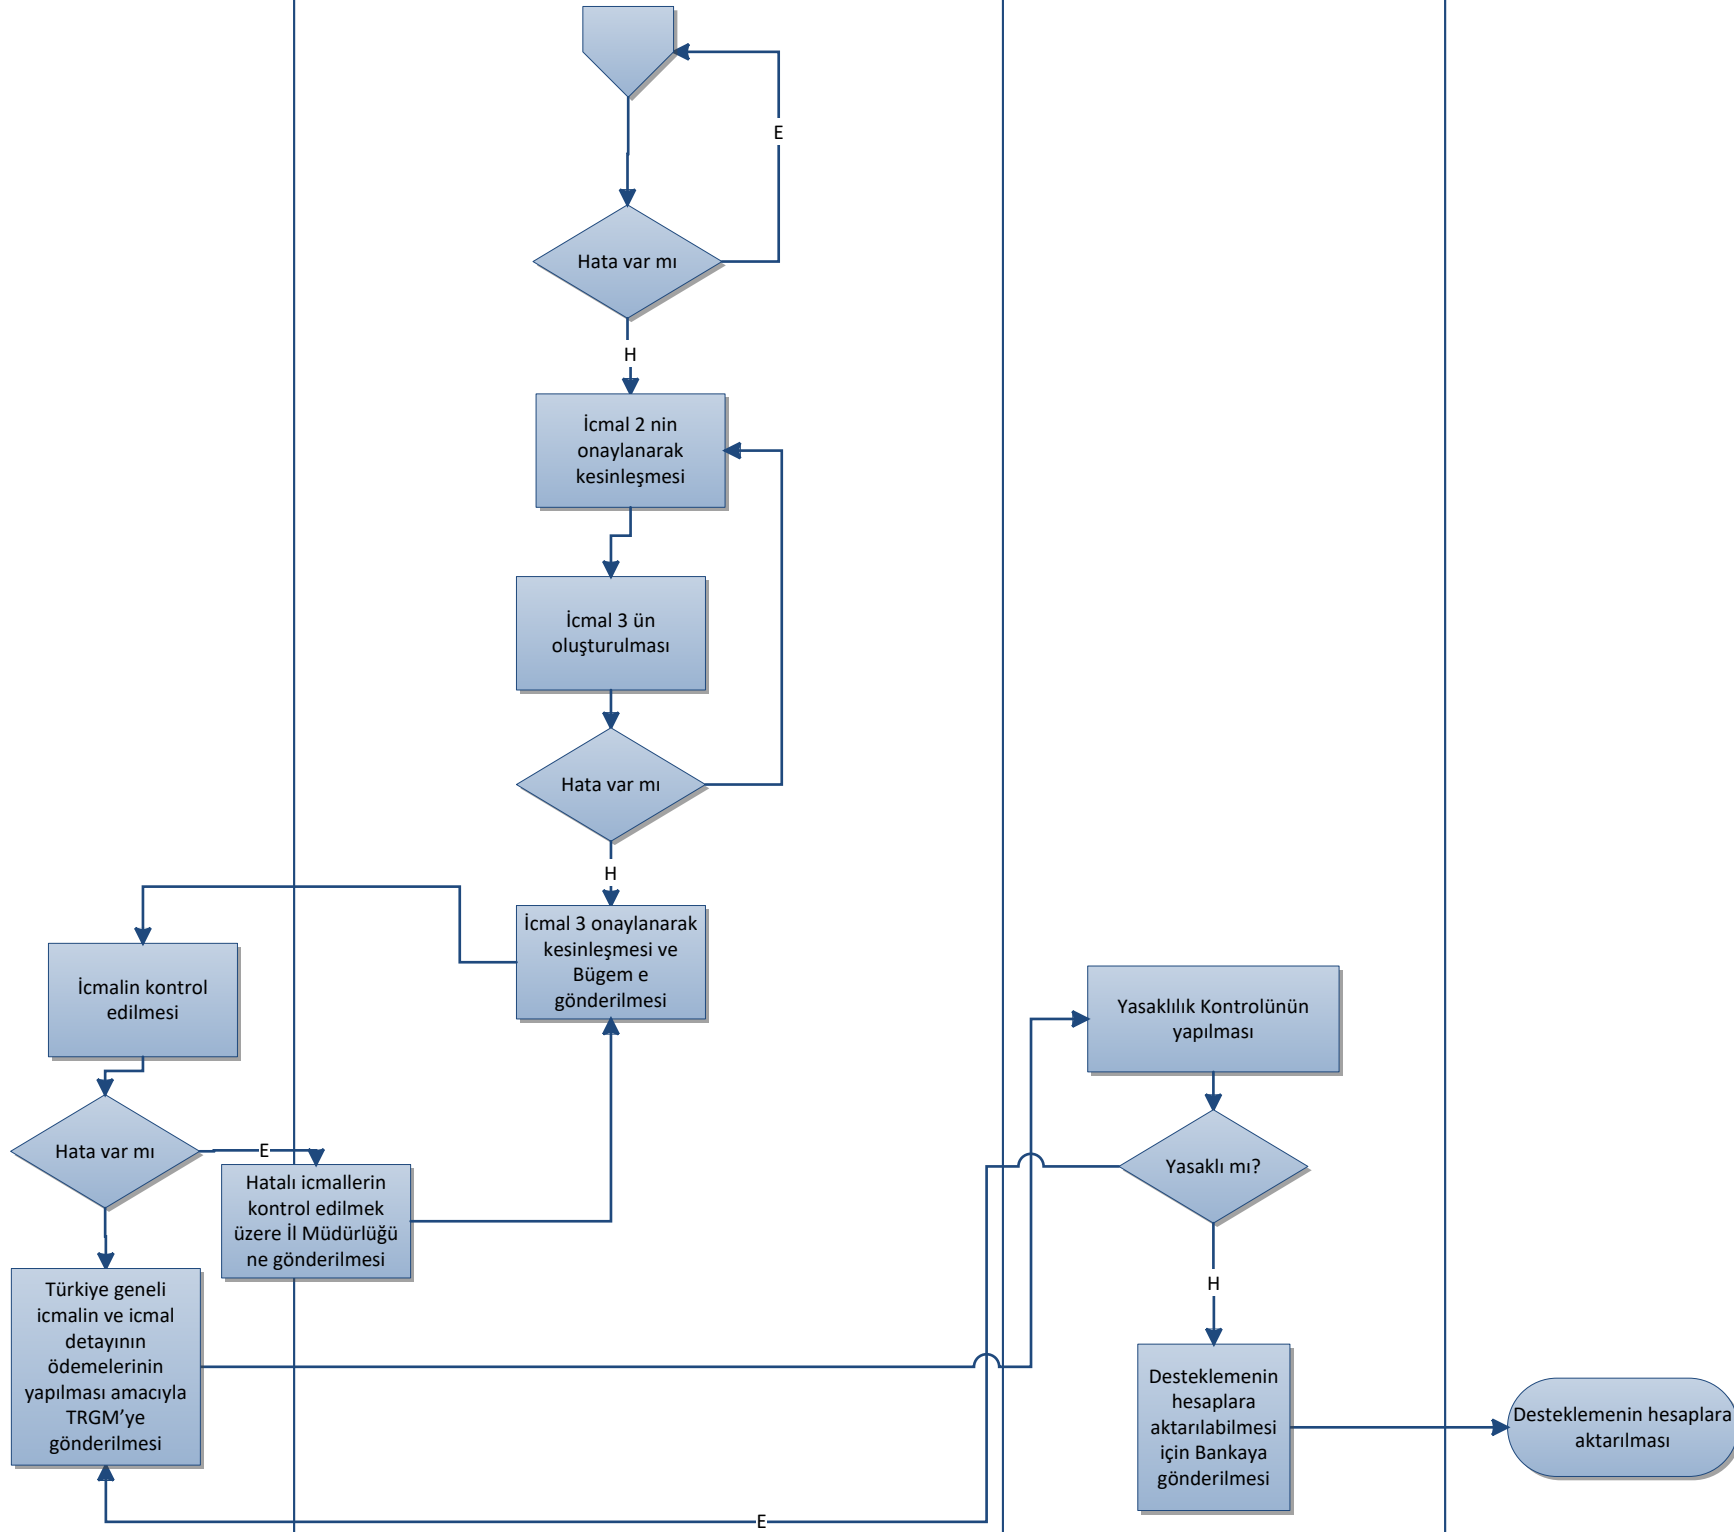 E
Hata var mı
H
İcmal 2 nin
onaylanarak
kesinleşmesi
İcmal 3 ün
oluşturulması
Hata var mı
H
İcmal 3 onaylanarak
kesinleşmesi ve
Bügem e
gönderilmesi
İcmalin kontrol
edilmesi
Hata var mı
E
Hatalı icmallerin
kontrol edilmek
üzere İl Müdürlüğü
ne gönderilmesi
Türkiye geneli
icmalin ve icmal
detayının
ödemelerinin
yapılması amacıyla
TRGM’ye
gönderilmesi
Yasaklılık Kontrolünün
yapılması
Yasaklı mı?
E
H
Desteklemenin
hesaplara
aktarılabilmesi
için Bankaya
gönderilmesi
Desteklemenin hesaplara
aktarılması